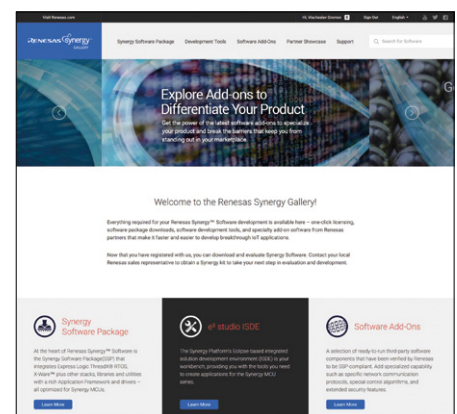 Visit Renesas.com
Sign Out
English
RENESAS Synergy
GALLERY
Synergy Software Package
Development Tools
Software Add-Ons
Partner Showcase
Support
Search for Software
Explore Add-ons to
Differentiate Your Product
Get the power of the latest software add-ons to specialize
your product and break the barriers that keep you from
standing out in your marketplace.
G
Welcome to the Renesas Synergy Gallery!
Everything required for your Renesas Synergy™ Software development is available here – one-click licensing,
software package downloads, software development tools, and specialty add-on software from Renesas
partners that make it faster and easier to develop breakthrough IoT applications.
Now that you have registered with us, you can download and evaluate Synergy Software. Contact your local
Renesas sales representative to obtain a Synergy kit to take your next step in evaluation and development.
Synergy
Software Package
At the heart of Renesas Synergy™ Software is
the Synergy Software Package(SSP) that
integrates Express Logic ThreadX® RTOS,
X-Ware™ plus other stacks, libraries and utilities
with a rich Application Framework and drivers –
all optimized for Synergy MCUs.
Learn More
e² studio ISDE
The Synergy Platform's Eclipse based integrated
solution development environment (ISDE) is your
workbench, providing you with the tools you need
to create applications for the Synergy MCU
series.
Learn More
Software Add-Ons
A selection of ready-to-run third party software
components that have been verified by Renesas
to be SSP compliant. Add specialized capability
such as specific network communication
protocols, special control algorithms, and
extended security features.
Learn More